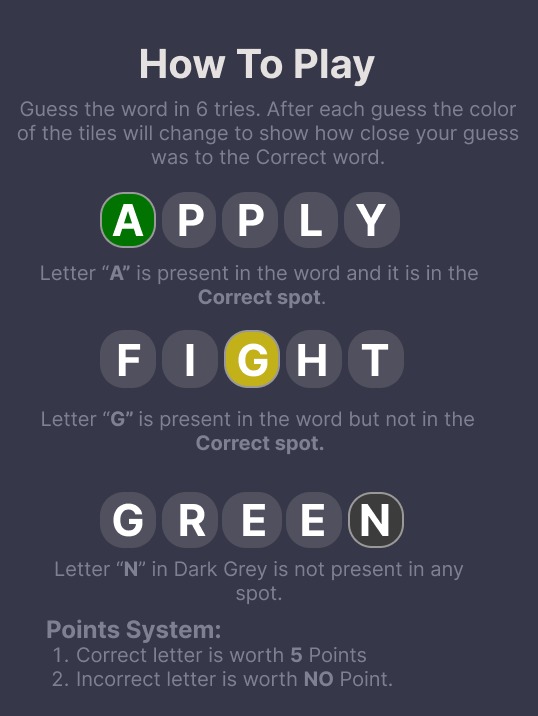 How To Play
Guess the word in 6 tries. After each guess the color
of the tiles will change to show how close your guess
was to the Correct word.
A P P L Y
Letter “A” is present in the word and it is in the
Correct spot.
F I G H T
Letter “G” is present in the word but not in the
Correct spot.
G R E E N
Letter “N” in Dark Grey is not present in any
spot.
Points System:
1. Correct letter is worth 5 Points
2. Incorrect letter is worth NO Point.